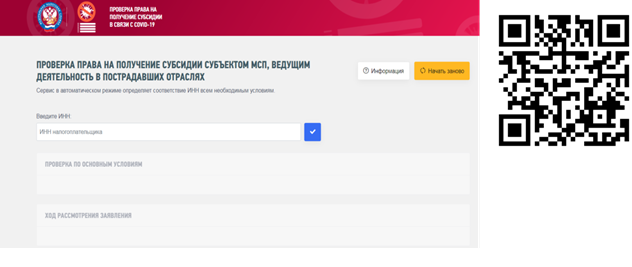 ПРОВЕРКА ПРАВА НА
ПОЛУЧЕНИЕ СУБСИДИИ
В СВЯЗИ С COVID-19
ПРОВЕРКА ПРАВА НА ПОЛУЧЕНИЕ СУБСИДИИ СУБЪЕКТОМ МСП, ВЕДУЩИМ
ДЕЯТЕЛЬНОСТЬ В ПОСТРАДАВШИХ ОТРАСЛЯХ
Информация
Начать заново
Сервис в автоматическом режиме определяет соответствие ИНН всем необходимым условиям.
Введите ИНН:
ИНН налогоплательщика
ПРОВЕРКА ПО ОСНОВНЫМ УСЛОВИЯМ
ХОД РАССМОТРЕНИЯ ЗАЯВЛЕНИЯ